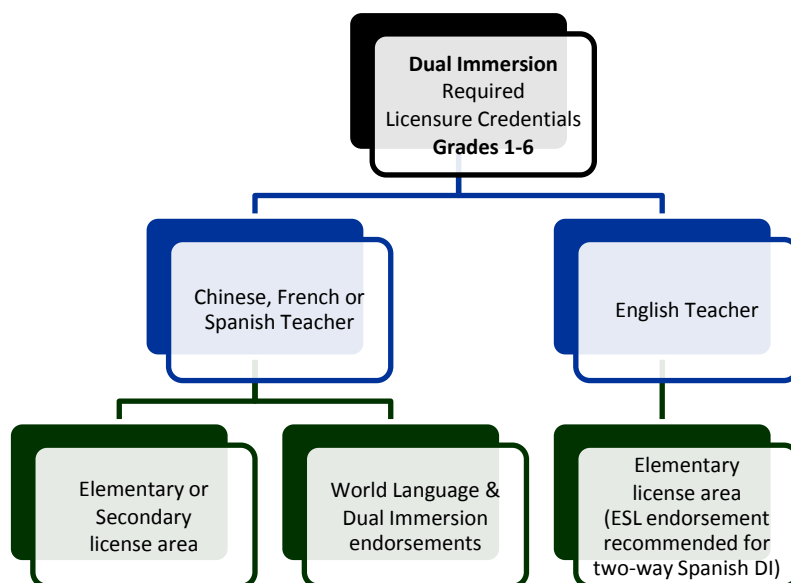 Dual Immersion
Required
Licensure Credentials
Grades 1-6
Chinese, French or
Spanish Teacher
English Teacher
Elementary or
Secondary
license area
World Language &
Dual Immersion
endorsements
Elementary
license area
(ESL endorsement
recommended for
two-way Spanish DI)